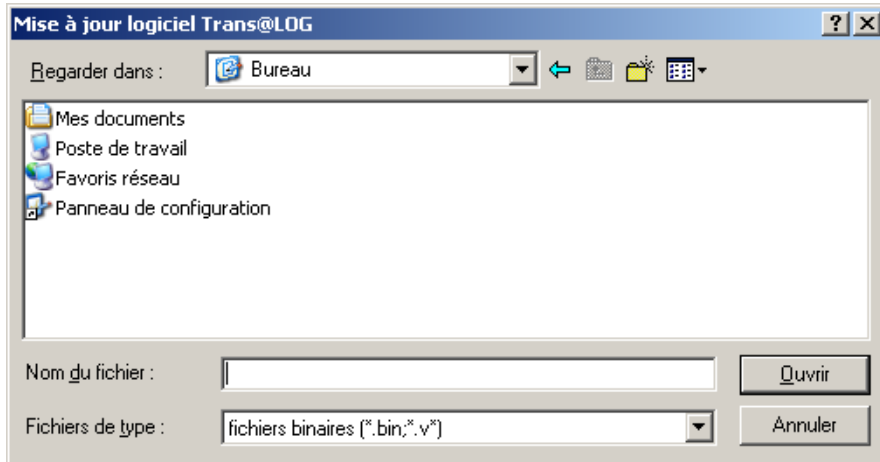 Mise à jour logiciel Trans@LOG
Regarder dans : Bureau
Mes documents
Poste de travail
Favoris réseau
Panneau de configuration
Nom du fichier : Ouvrir
Fichiers de type : fichiers binaires (*.bin;*.v*) Annuler